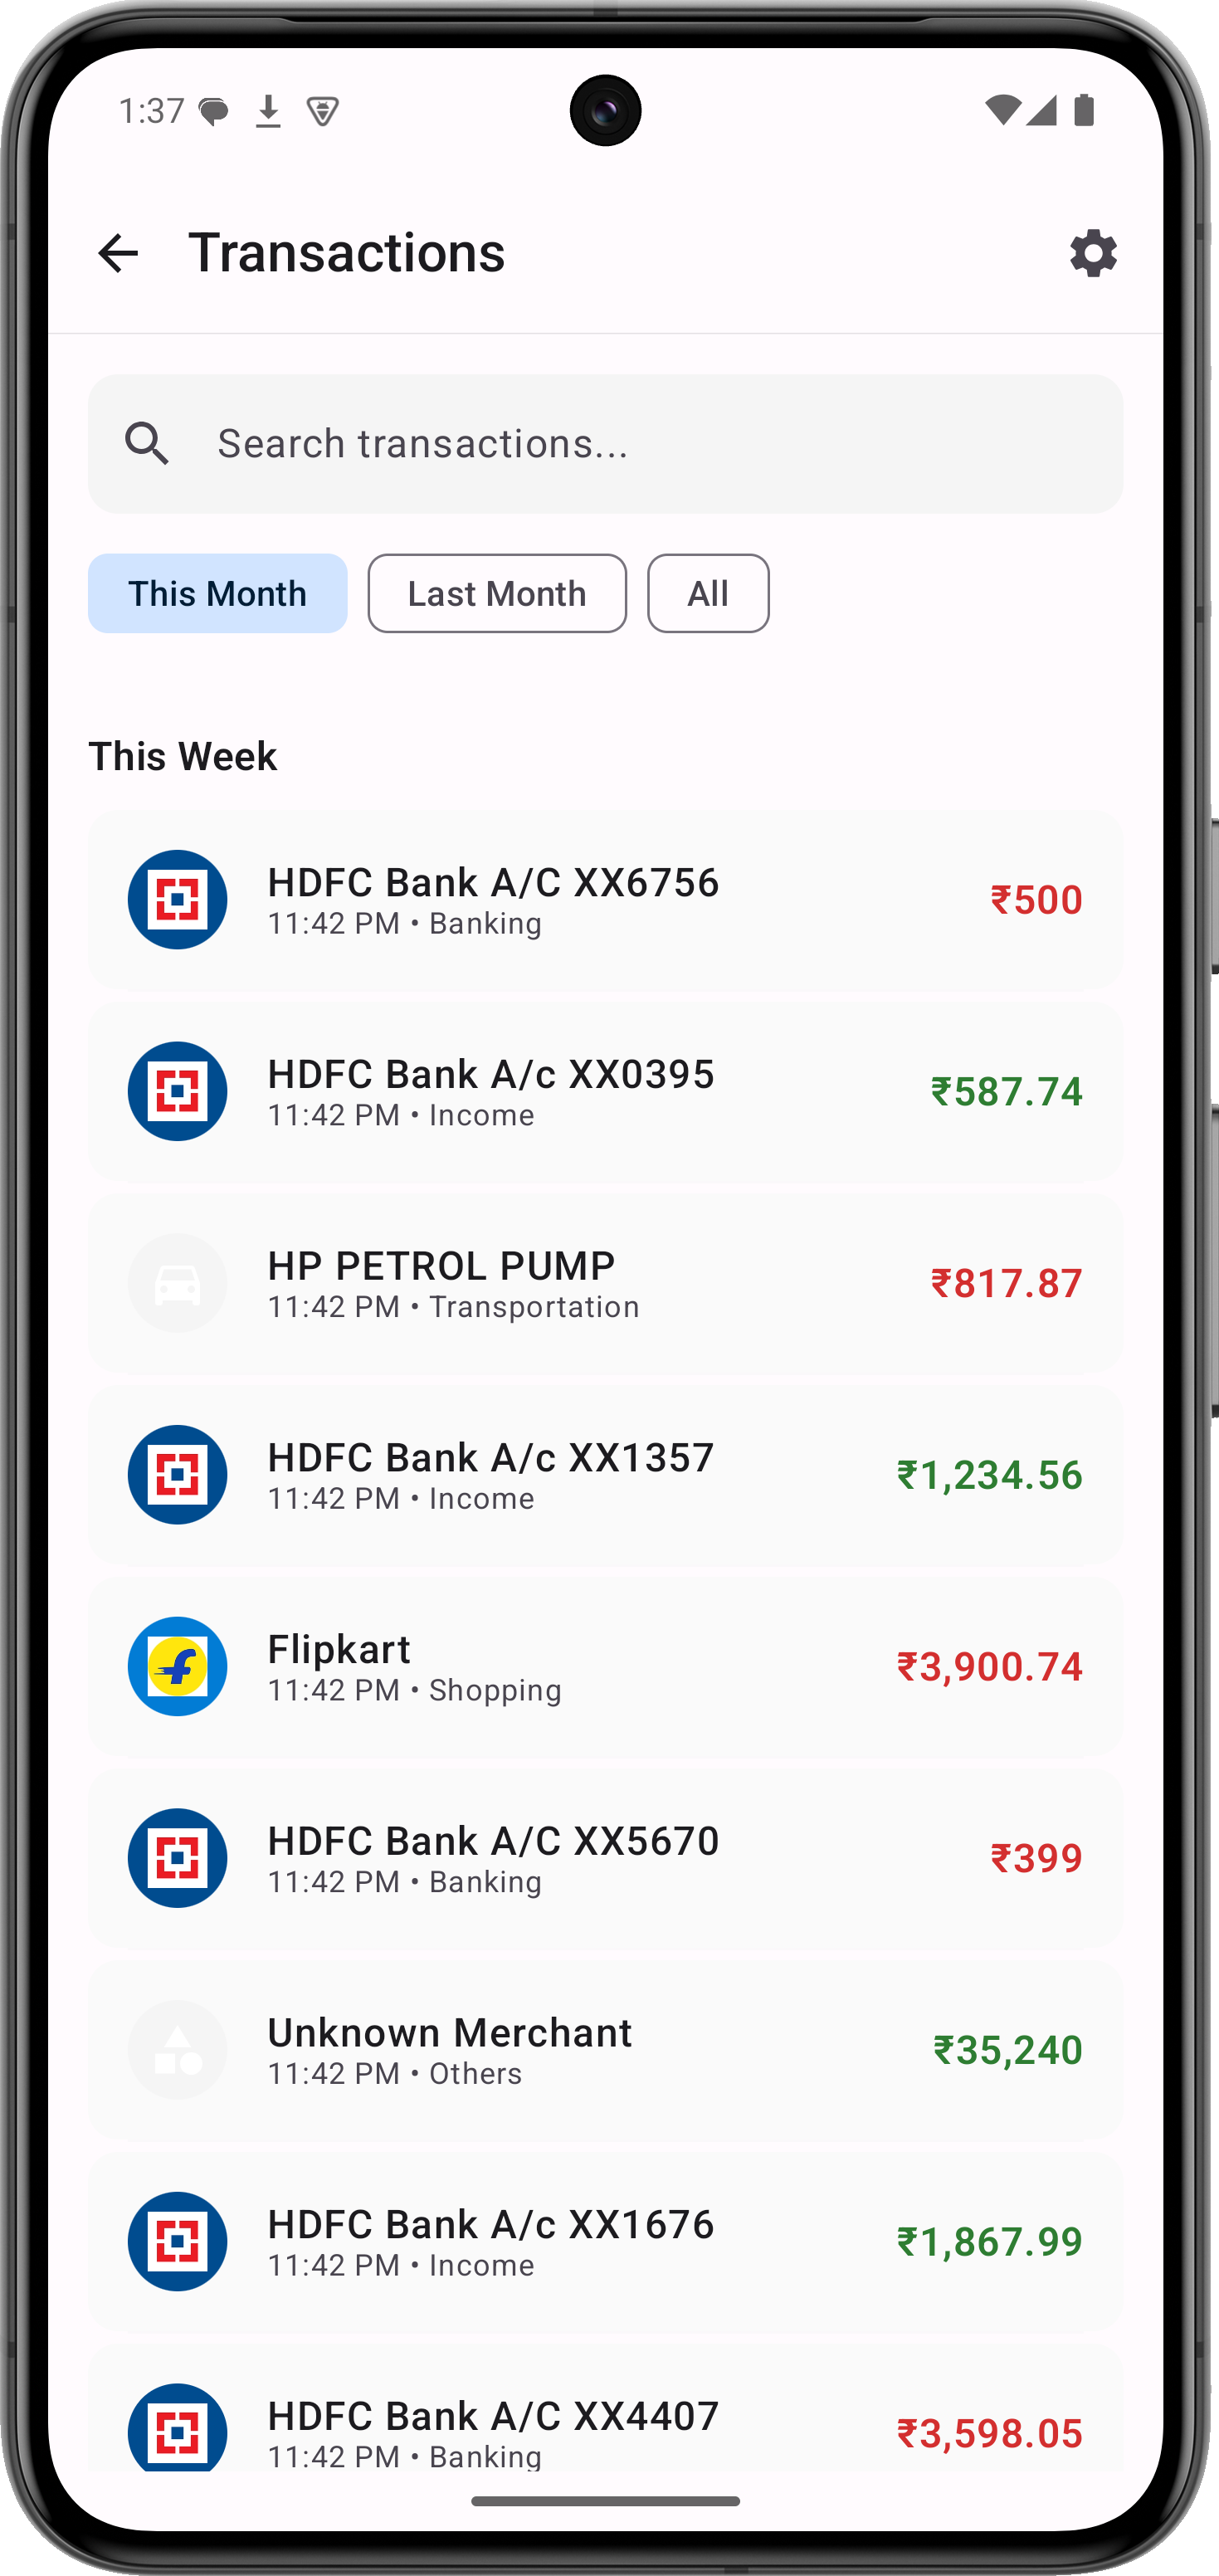 1:37
Transactions
Search transactions...
This Month
Last Month
All
This Week
HDFC Bank A/C XX6756
11:42 PM • Banking
₹500
HDFC Bank A/c XX0395
11:42 PM • Income
₹587.74
HP PETROL PUMP
11:42 PM • Transportation
₹817.87
HDFC Bank A/c XX1357
11:42 PM • Income
₹1,234.56
Flipkart
11:42 PM • Shopping
₹3,900.74
HDFC Bank A/C XX5670
11:42 PM • Banking
₹399
Unknown Merchant
11:42 PM • Others
₹35,240
HDFC Bank A/c XX1676
11:42 PM • Income
₹1,867.99
HDFC Bank A/C XX4407
11:42 PM • Banking
₹3,598.05